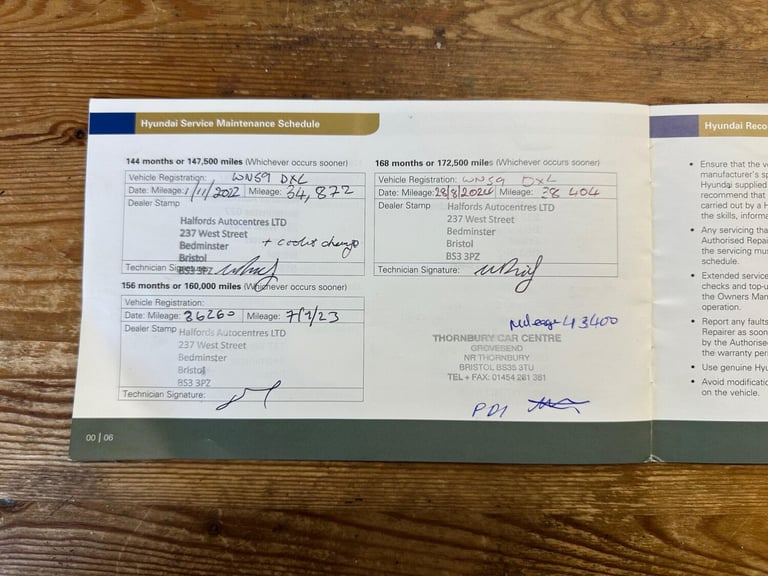 Hyundai Service Maintenance Schedule
144 months or 147,500 miles (Whichever occurs sooner)
Vehicle Registration: WN59 DXL
Date: Mileage: 1/11/2022 Mileage: 34,872
Dealer Stamp
Halfords Autocentres LTD
237 West Street
Bedminster
+ coolant change
Bristol
BS3 3PZ
Technician Signature:
156 months or 160,000 miles (Whichever occurs sooner)
Vehicle Registration:
Date: Mileage: 36260 Mileage: 7/7/23
Dealer Stamp
Halfords Autocentres LTD
237 West Street
Bedminster
Bristol
BS3 3PZ
Technician Signature:
00 | 06
168 months or 172,500 miles (Whichever occurs sooner)
Vehicle Registration: WN59 DXL
Date: Mileage: 28/8/2024 Mileage: 38 404
Dealer Stamp
Halfords Autocentres LTD
237 West Street
Bedminster
Bristol
BS3 3PZ
Technician Signature:
Mileage 43400
THORNBURY CAR CENTRE
GROVESEND
NR THORNBURY
BRISTOL BS35 3TU
TEL + FAX: 01454 281 381
PDI
Hyundai Reco
Ensure that the v
manufacturer's sp
Hyundai supplied
recommend that
carried out by a H
the skills, informa
Any servicing tha
Authorised Repai
the servicing mus
schedule.
Extended service
checks and top-u
the Owners Man
operation.
Report any faults
Repairer as soon
by the Authorise
the warranty per
Use genuine Hyu
Avoid modificatio
on the vehicle.